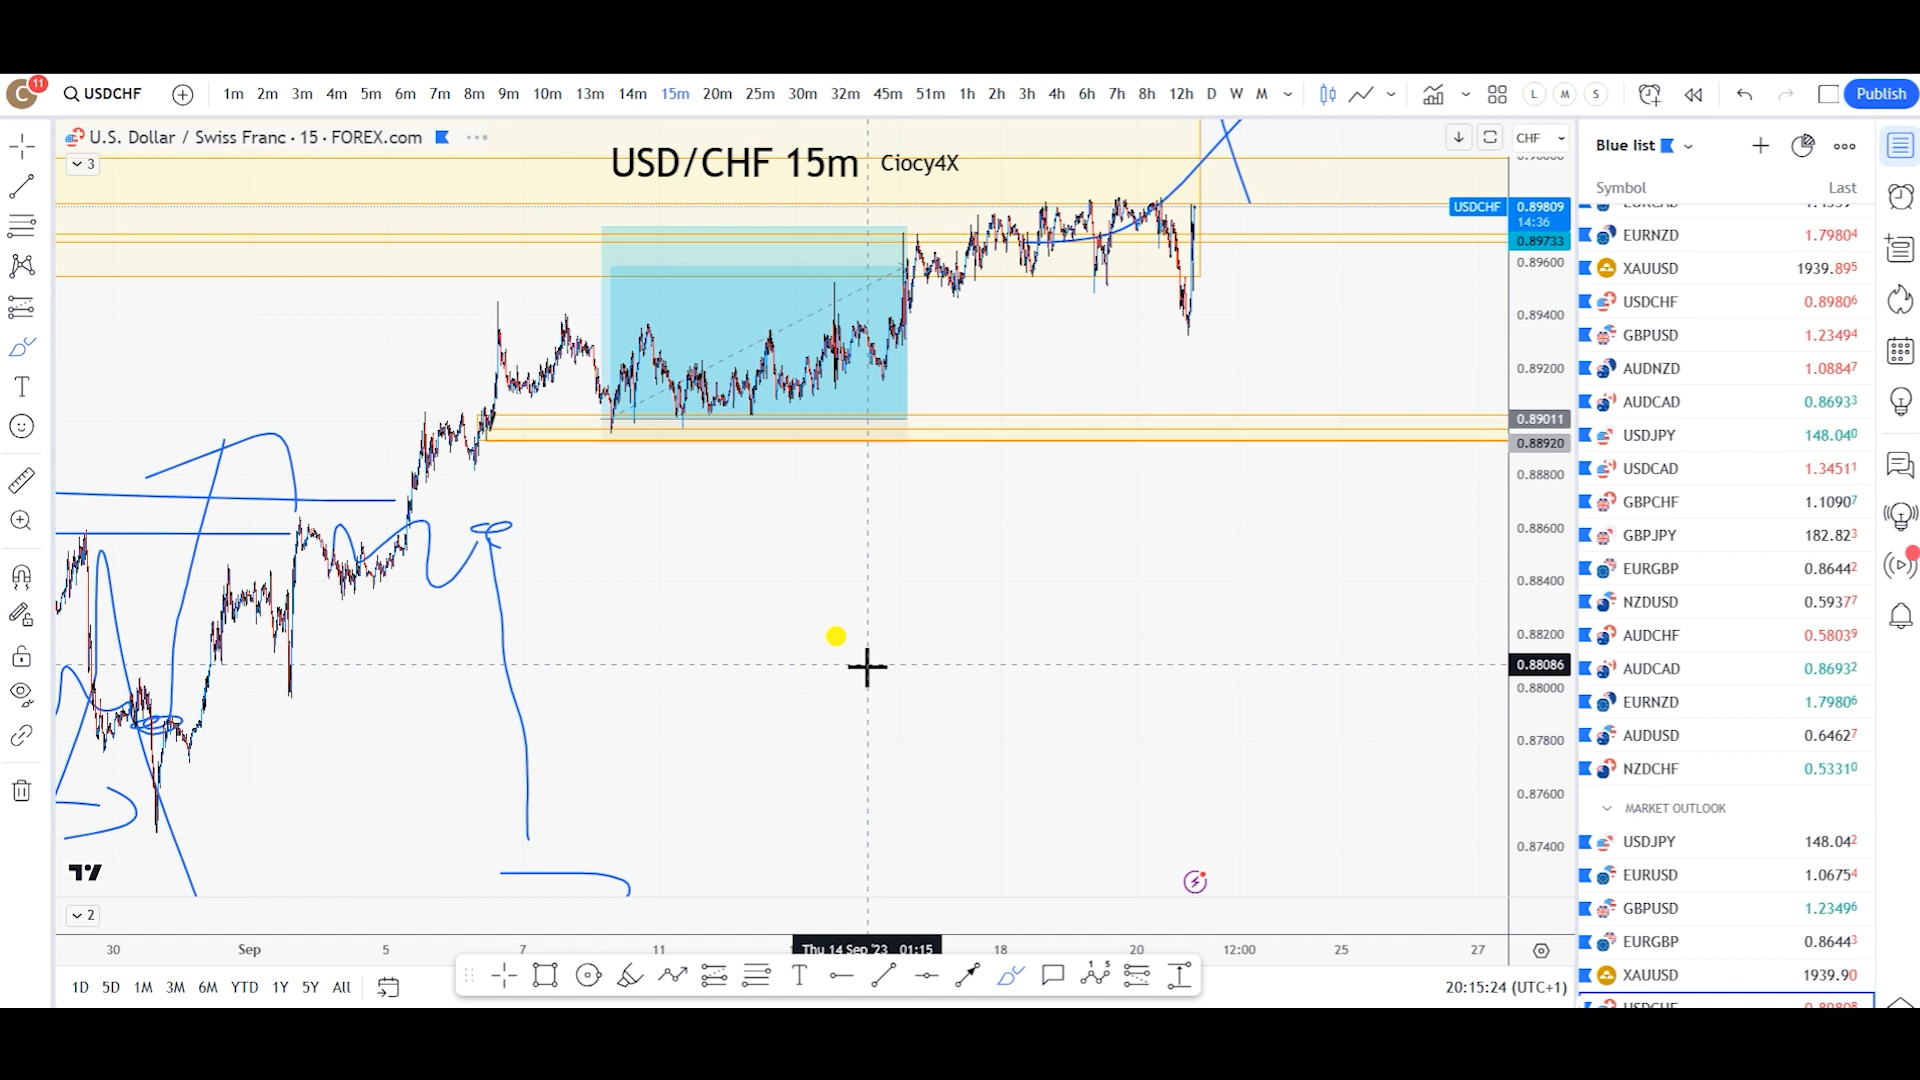 C 11 USDCHF 1m 2m 3m 4m 5m 6m 7m 8m 9m 10m 13m 14m 15m 20m 25m 30m 32m 45m 51m 1h 2h 3h 4h 6h 7h 8h 12h D W M L M S Publish
U.S. Dollar / Swiss Franc · 15 · FOREX.com
3
USD/CHF 15m Ciocy4X
CHF
USDCHF 0.89809
14:36
0.89733
0.89600
0.89400
0.89200
0.89011
0.88920
0.88800
0.88600
0.88400
0.88200
0.88086
0.88000
0.87800
0.87600
0.87400
2
30 Sep 5 7 11 Thu 14 Sep '23 01:15 18 20 12:00 25 27
T
1D 5D 1M 3M 6M YTD 1Y 5Y All
20:15:24 (UTC+1)
Blue list
Symbol Last
EURNZD 1.79804
XAUUSD 1939.895
USDCHF 0.89806
GBPUSD 1.23494
AUDNZD 1.08847
AUDCAD 0.86933
USDJPY 148.040
USDCAD 1.34511
GBPCHF 1.10907
GBPJPY 182.823
EURGBP 0.86442
NZDUSD 0.59377
AUDCHF 0.58039
AUDCAD 0.86932
EURNZD 1.79806
AUDUSD 0.64627
NZDCHF 0.53310
MARKET OUTLOOK
USDJPY 148.042
EURUSD 1.06754
GBPUSD 1.23496
EURGBP 0.86443
XAUUSD 1939.90